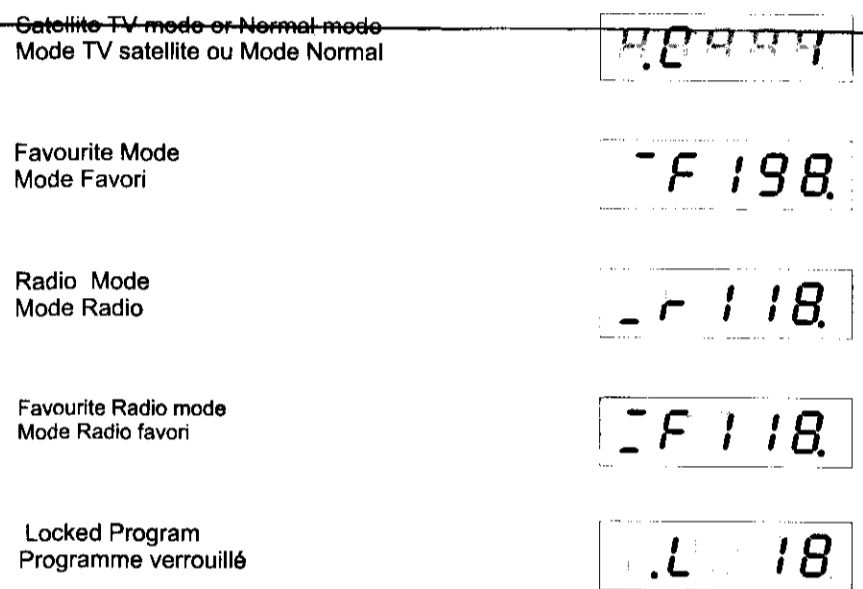 Satellite TV mode or Normal mode
Mode TV satellite ou Mode Normal
.C 1
Favourite Mode
Mode Favori
¯F 198.
Radio Mode
Mode Radio
_ r 118.
Favourite Radio mode
Mode Radio favori
F 118.
Locked Program
Programme verrouillé
.L 18